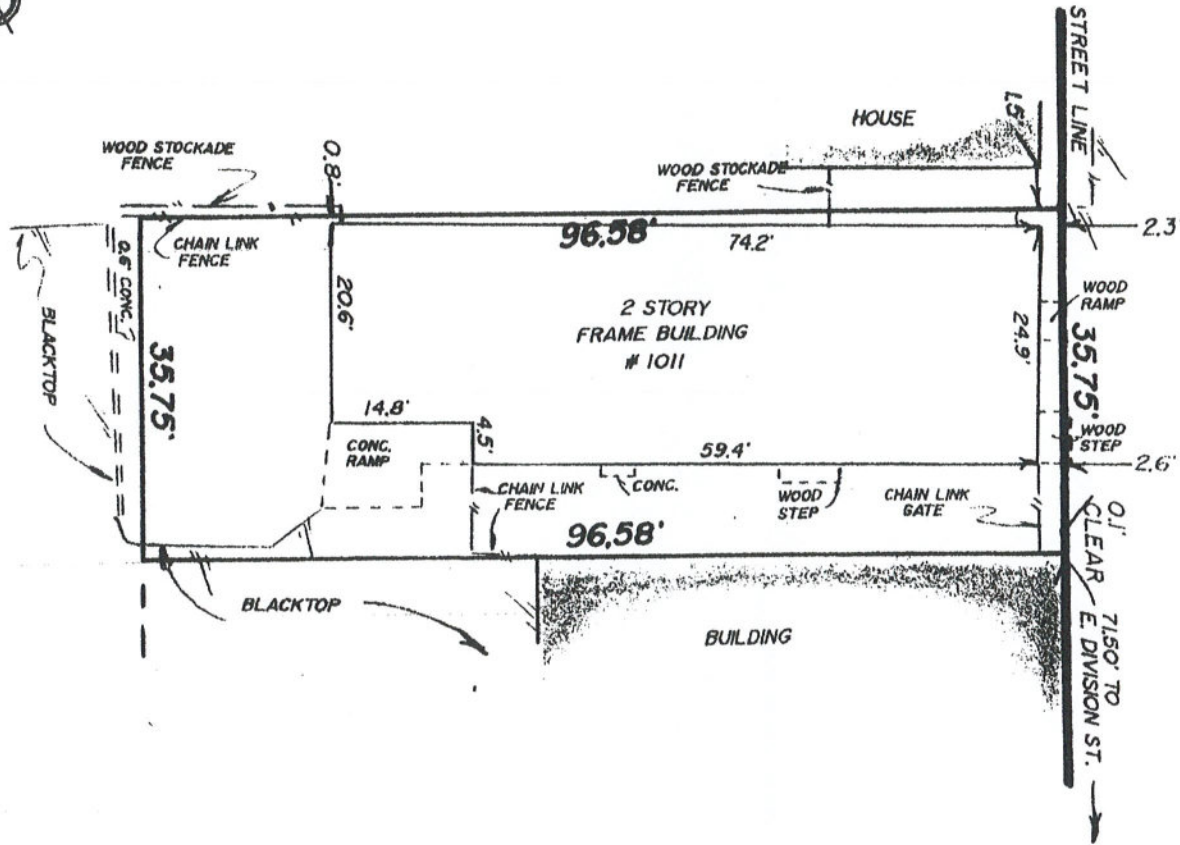 STREET LINE
1.5'
HOUSE
WOOD STOCKADE
FENCE
0.8'
WOOD STOCKADE
FENCE
2.3'
96.58'
74.2'
CHAIN LINK
FENCE
0.6' CONC.
BLACKTOP
20.6'
2 STORY
FRAME BUILDING
# 1011
24.9'
WOOD
RAMP
35.75'
35.75'
14.8'
4.5'
59.4'
WOOD
STEP
2.6'
CONC.
RAMP
CHAIN LINK
FENCE
CONC.
WOOD
STEP
CHAIN LINK
GATE
96.58'
0.1'
CLEAR
71.50' TO
E. DIVISION ST.
BLACKTOP
BUILDING